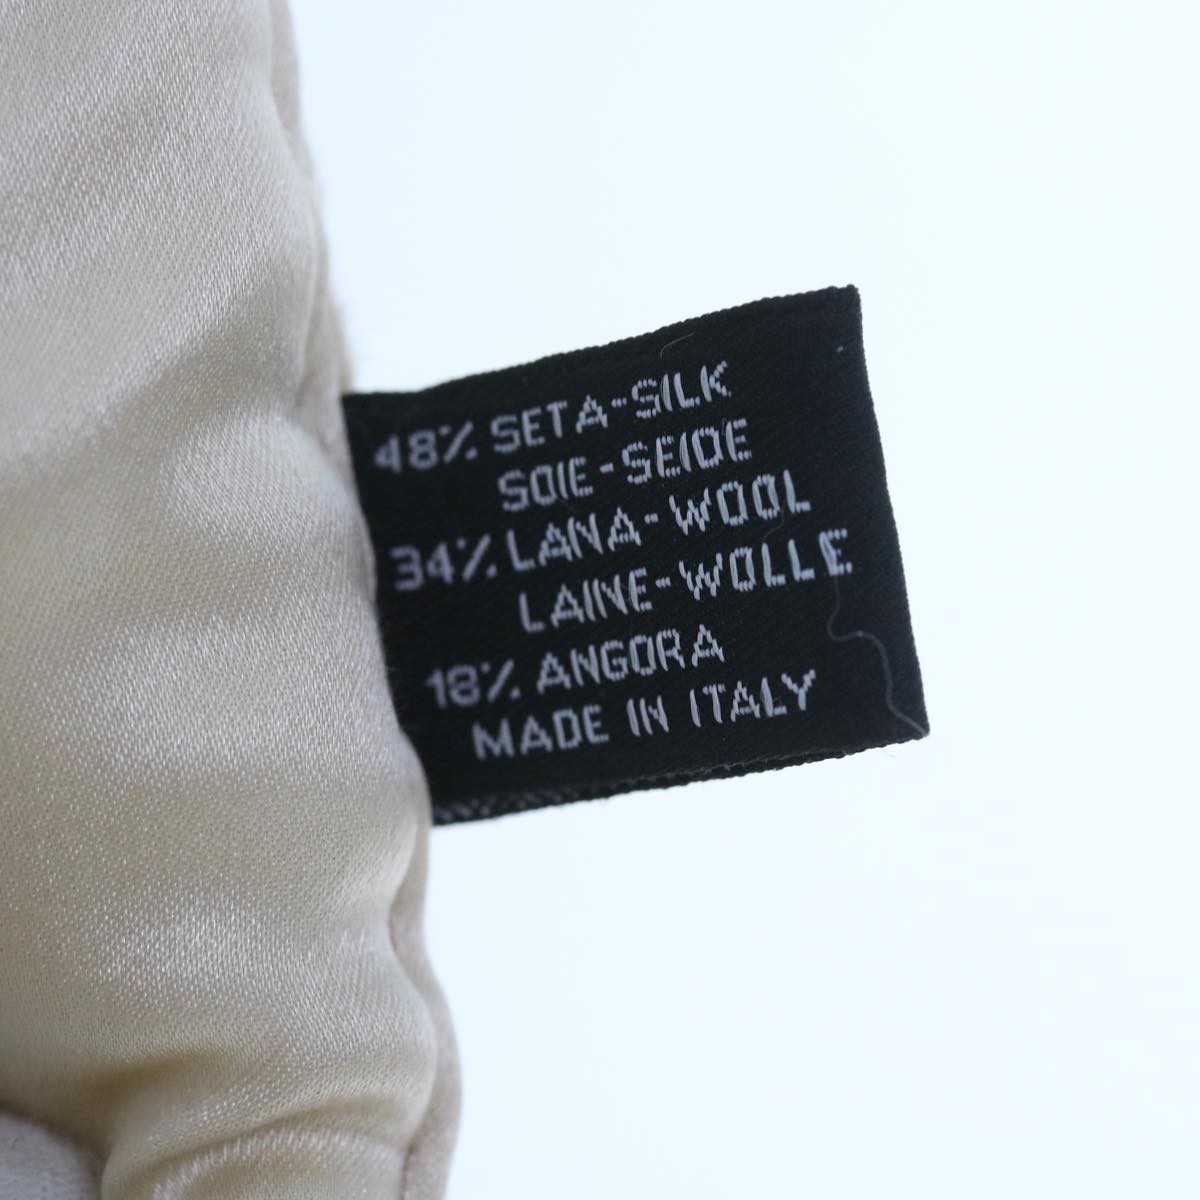 48% SETA-SILK
SOIE-SEIDE
34% LANA-WOOL
LAINE-WOLLE
18% ANGORA
MADE IN ITALY